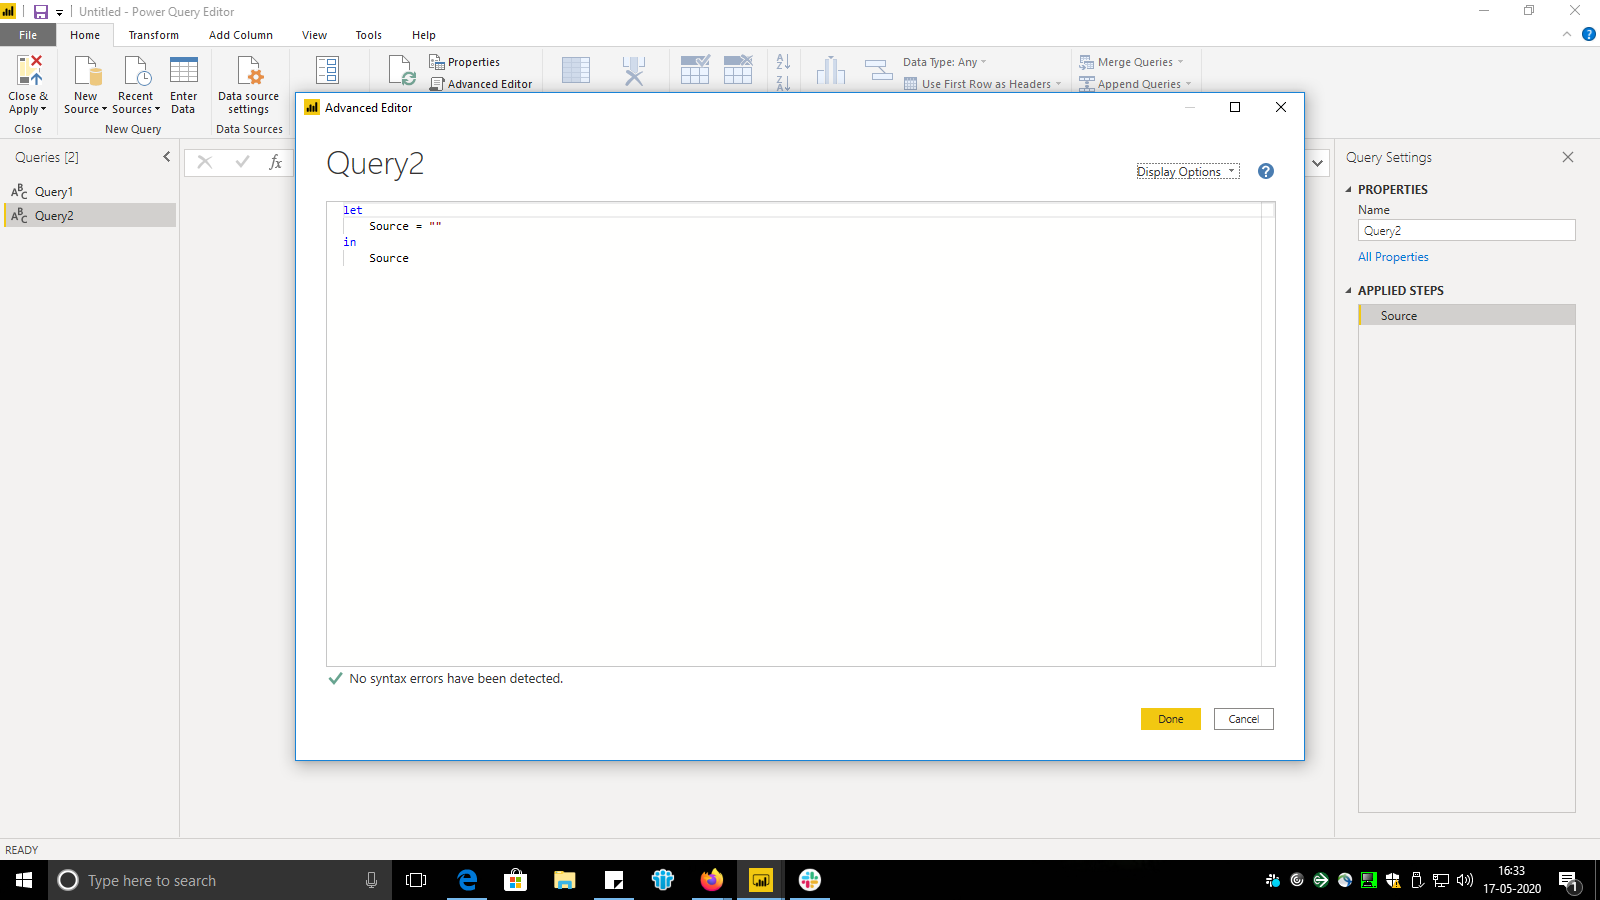 Untitled - Power Query Editor
File Home Transform Add Column View Tools Help
Close & Apply
Close
New Source
Recent Sources
Enter Data
New Query
Data source settings
Data Sources
Properties
Advanced Editor
Data Type: Any
Use First Row as Headers
Merge Queries
Append Queries
Queries [2]
Query1
Query2
fx
Advanced Editor
Query2
Display Options
let
Source = ""
in
Source
No syntax errors have been detected.
Done Cancel
Query Settings
PROPERTIES
Name
Query2
All Properties
APPLIED STEPS
Source
READY
Type here to search
16:33
17-05-2020
1